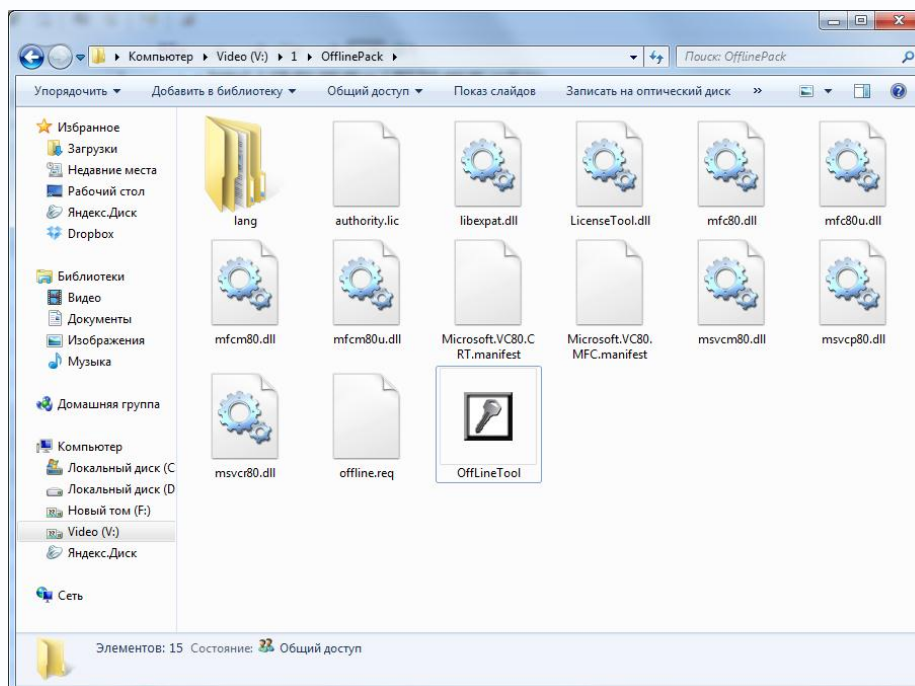 Компьютер Video (V:) 1 OfflinePack
Поиск: OfflinePack
Упорядочить Добавить в библиотеку Общий доступ Показ слайдов Записать на оптический диск »
Избранное
Загрузки
Недавние места
Рабочий стол
Яндекс.Диск
Dropbox
Библиотеки
Видео
Документы
Изображения
Музыка
Домашняя группа
Компьютер
Локальный диск (C
Локальный диск (D
Новый том (F:)
Video (V:)
Яндекс.Диск
Сеть
lang authority.lic libexpat.dll LicenseTool.dll mfc80.dll mfc80u.dll
mfcm80.dll mfcm80u.dll Microsoft.VC80.C Microsoft.VC80. msvcm80.dll msvcp80.dll
RT.manifest MFC.manifest
msvcr80.dll offline.req OffLineTool
Элементов: 15 Состояние: Общий доступ